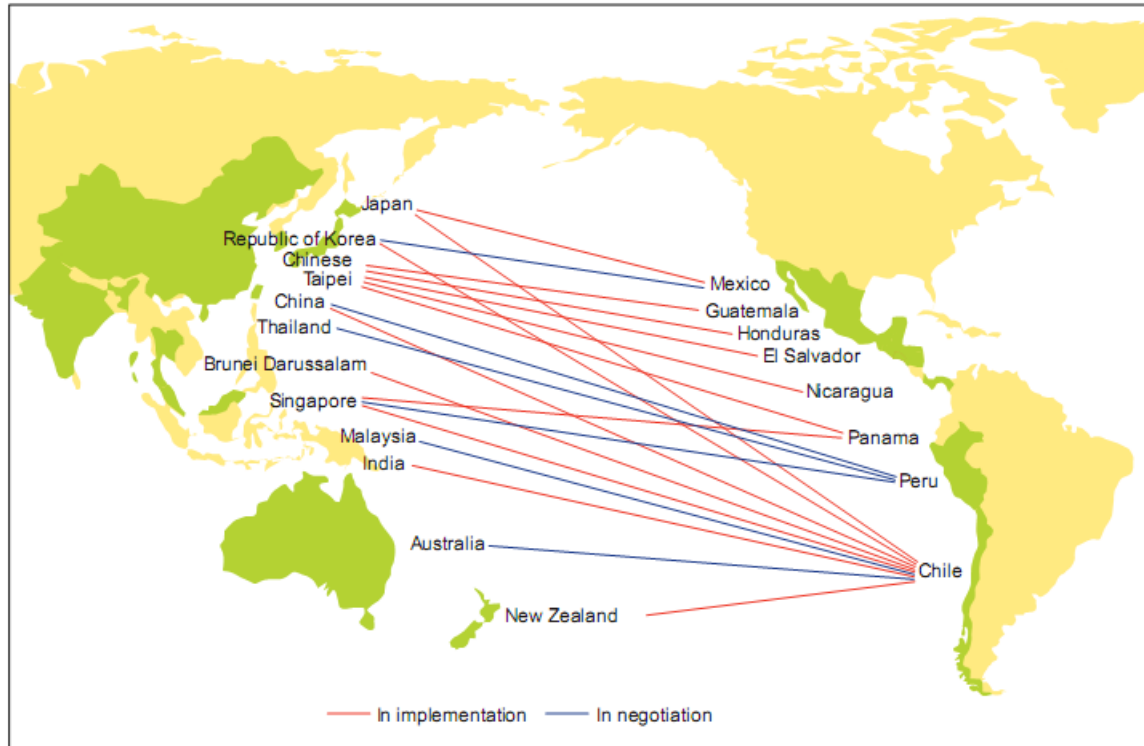 Japan
Republic of Korea
Chinese
Taipei
China
Thailand
Brunei Darussalam
Singapore
Malaysia
India
Australia
New Zealand
Mexico
Guatemala
Honduras
El Salvador
Nicaragua
Panama
Peru
Chile
In implementation
In negotiation